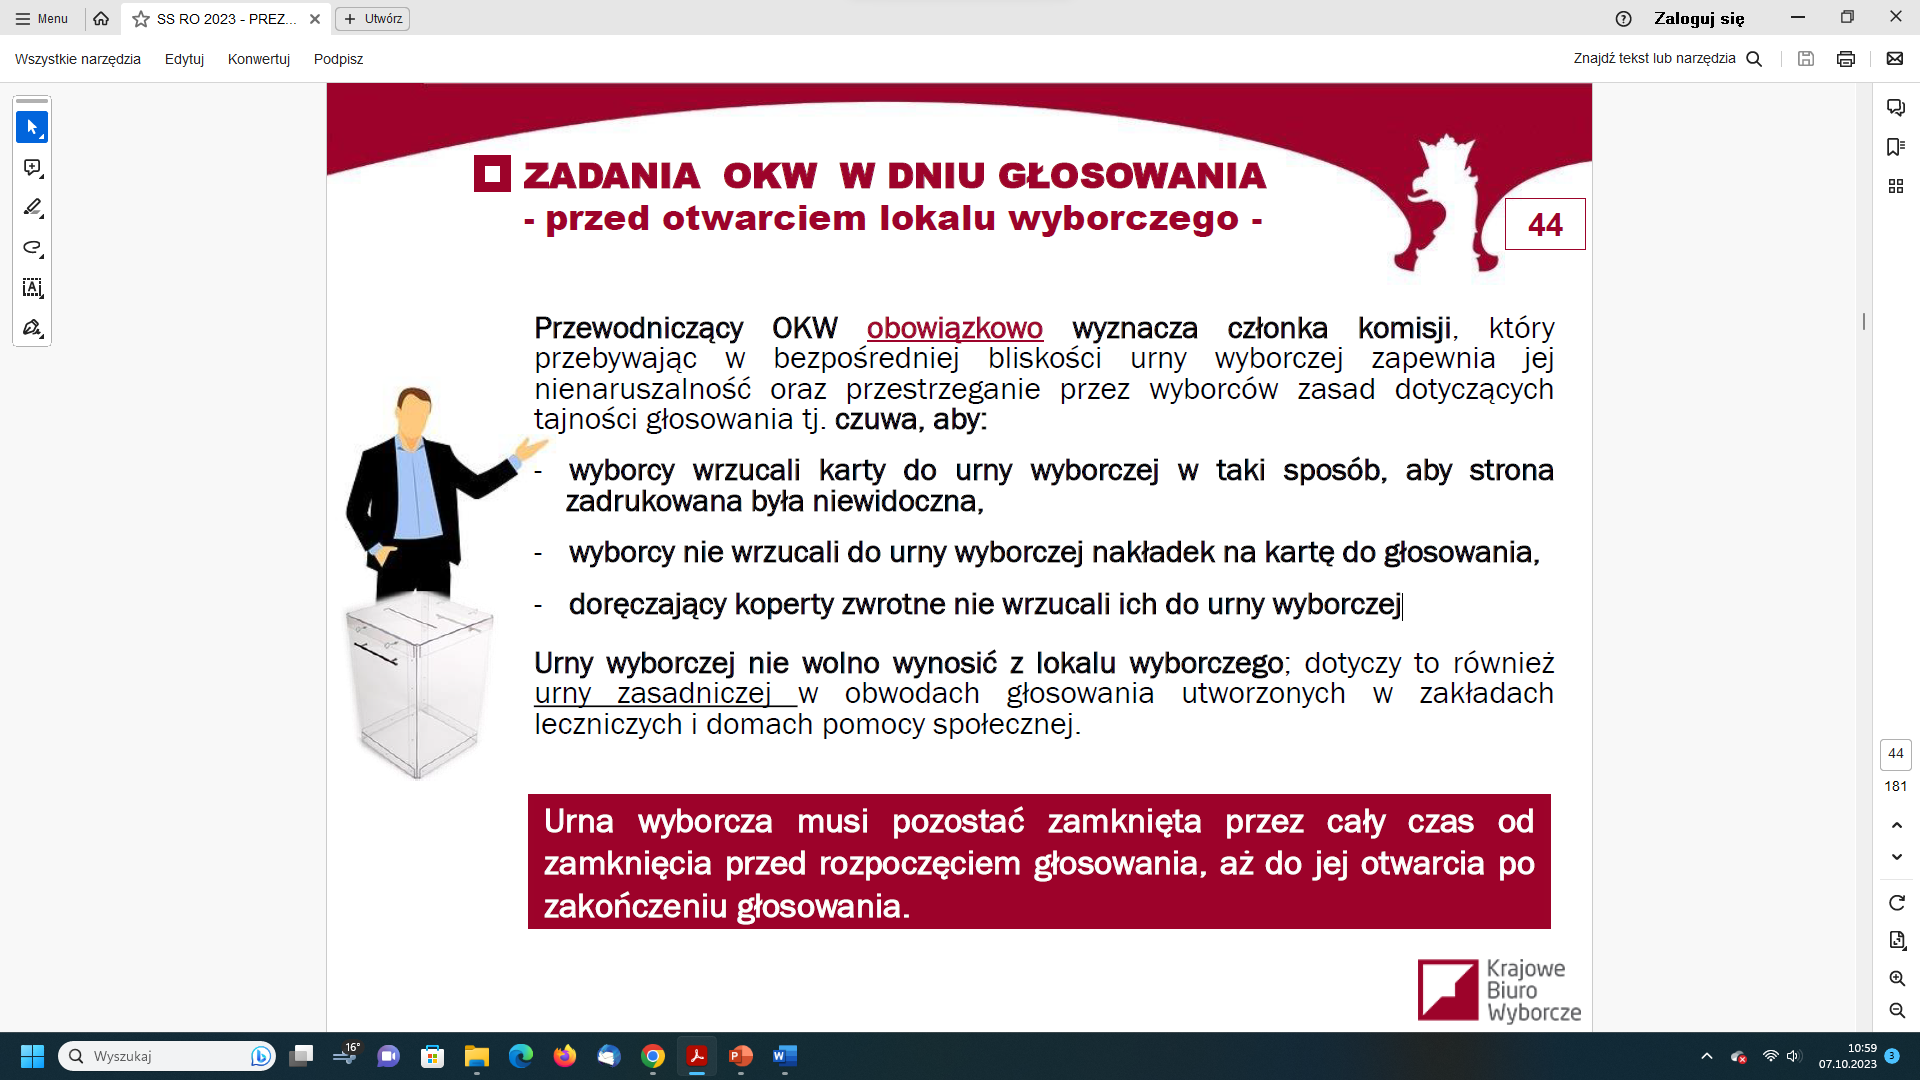 Menu
SS RO 2023 - PREZ...
Utwórz
Zaloguj się
Wszystkie narzędzia
Edytuj
Konwertuj
Podpisz
Znajdź tekst lub narzędzia
ZADANIA OKW W DNIU GŁOSOWANIA
- przed otwarciem lokalu wyborczego -
44
Przewodniczący OKW obowiązkowo wyznacza członka komisji, który
przebywając w bezpośredniej bliskości urny wyborczej zapewnia jej
nienaruszalność oraz przestrzeganie przez wyborców zasad dotyczących
tajności głosowania tj. czuwa, aby:
- wyborcy wrzucali karty do urny wyborczej w taki sposób, aby strona
zadrukowana była niewidoczna,
- wyborcy nie wrzucali do urny wyborczej nakładek na kartę do głosowania,
- doręczający koperty zwrotne nie wrzucali ich do urny wyborczej
Urny wyborczej nie wolno wynosić z lokalu wyborczego; dotyczy to również
urny zasadniczej w obwodach głosowania utworzonych w zakładach
leczniczych i domach pomocy społecznej.
Urna wyborcza musi pozostać zamknięta przez cały czas od
zamknięcia przed rozpoczęciem głosowania, aż do jej otwarcia po
zakończeniu głosowania.
Krajowe
Biuro
Wyborcze
44
181
Wyszukaj
16°
10:59
07.10.2023
3